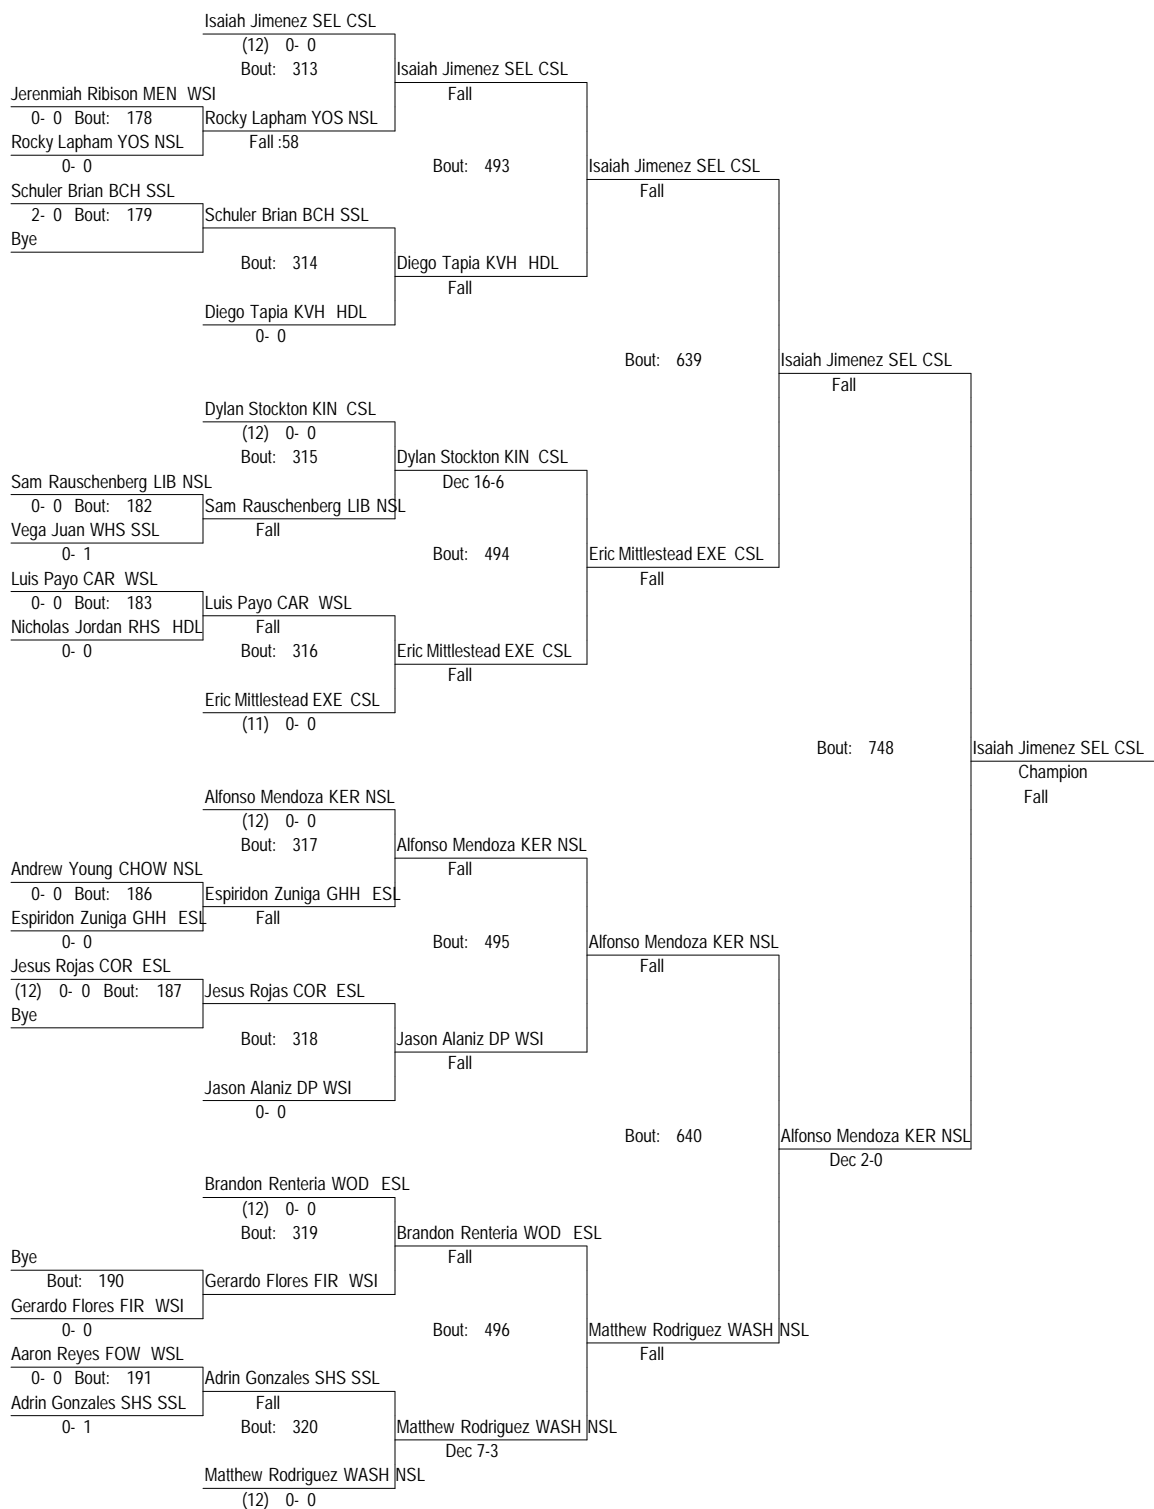 Isaiah Jimenez SEL CSL
(12) 0- 0
Bout: 313
Isaiah Jimenez SEL CSL
Fall
Jerenmiah Ribison MEN WSI
0- 0 Bout: 178
Rocky Lapham YOS NSL
Fall :58
Rocky Lapham YOS NSL
0- 0
Bout: 493
Isaiah Jimenez SEL CSL
Fall
Schuler Brian BCH SSL
2- 0 Bout: 179
Schuler Brian BCH SSL
Bye
Bout: 314
Diego Tapia KVH HDL
Fall
Diego Tapia KVH HDL
0- 0
Bout: 639
Isaiah Jimenez SEL CSL
Fall
Dylan Stockton KIN CSL
(12) 0- 0
Bout: 315
Dylan Stockton KIN CSL
Dec 16-6
Sam Rauschenberg LIB NSL
0- 0 Bout: 182
Sam Rauschenberg LIB NSL
Fall
Vega Juan WHS SSL
0- 1
Bout: 494
Eric Mittlestead EXE CSL
Fall
Luis Payo CAR WSL
0- 0 Bout: 183
Luis Payo CAR WSL
Fall
Nicholas Jordan RHS HDL
0- 0
Bout: 316
Eric Mittlestead EXE CSL
Fall
Eric Mittlestead EXE CSL
(11) 0- 0
Bout: 748
Isaiah Jimenez SEL CSL
Champion
Fall
Alfonso Mendoza KER NSL
(12) 0- 0
Bout: 317
Alfonso Mendoza KER NSL
Fall
Andrew Young CHOW NSL
0- 0 Bout: 186
Espiridon Zuniga GHH ESL
Fall
Espiridon Zuniga GHH ESL
0- 0
Bout: 495
Alfonso Mendoza KER NSL
Fall
Jesus Rojas COR ESL
(12) 0- 0 Bout: 187
Jesus Rojas COR ESL
Bye
Bout: 318
Jason Alaniz DP WSI
Fall
Jason Alaniz DP WSI
0- 0
Bout: 640
Alfonso Mendoza KER NSL
Dec 2-0
Brandon Renteria WOD ESL
(12) 0- 0
Bout: 319
Brandon Renteria WOD ESL
Fall
Bye
Bout: 190
Gerardo Flores FIR WSI
Gerardo Flores FIR WSI
0- 0
Bout: 496
Matthew Rodriguez WASH NSL
Fall
Aaron Reyes FOW WSL
0- 0 Bout: 191
Adrin Gonzales SHS SSL
Fall
Adrin Gonzales SHS SSL
0- 1
Bout: 320
Matthew Rodriguez WASH NSL
Dec 7-3
Matthew Rodriguez WASH NSL
(12) 0- 0